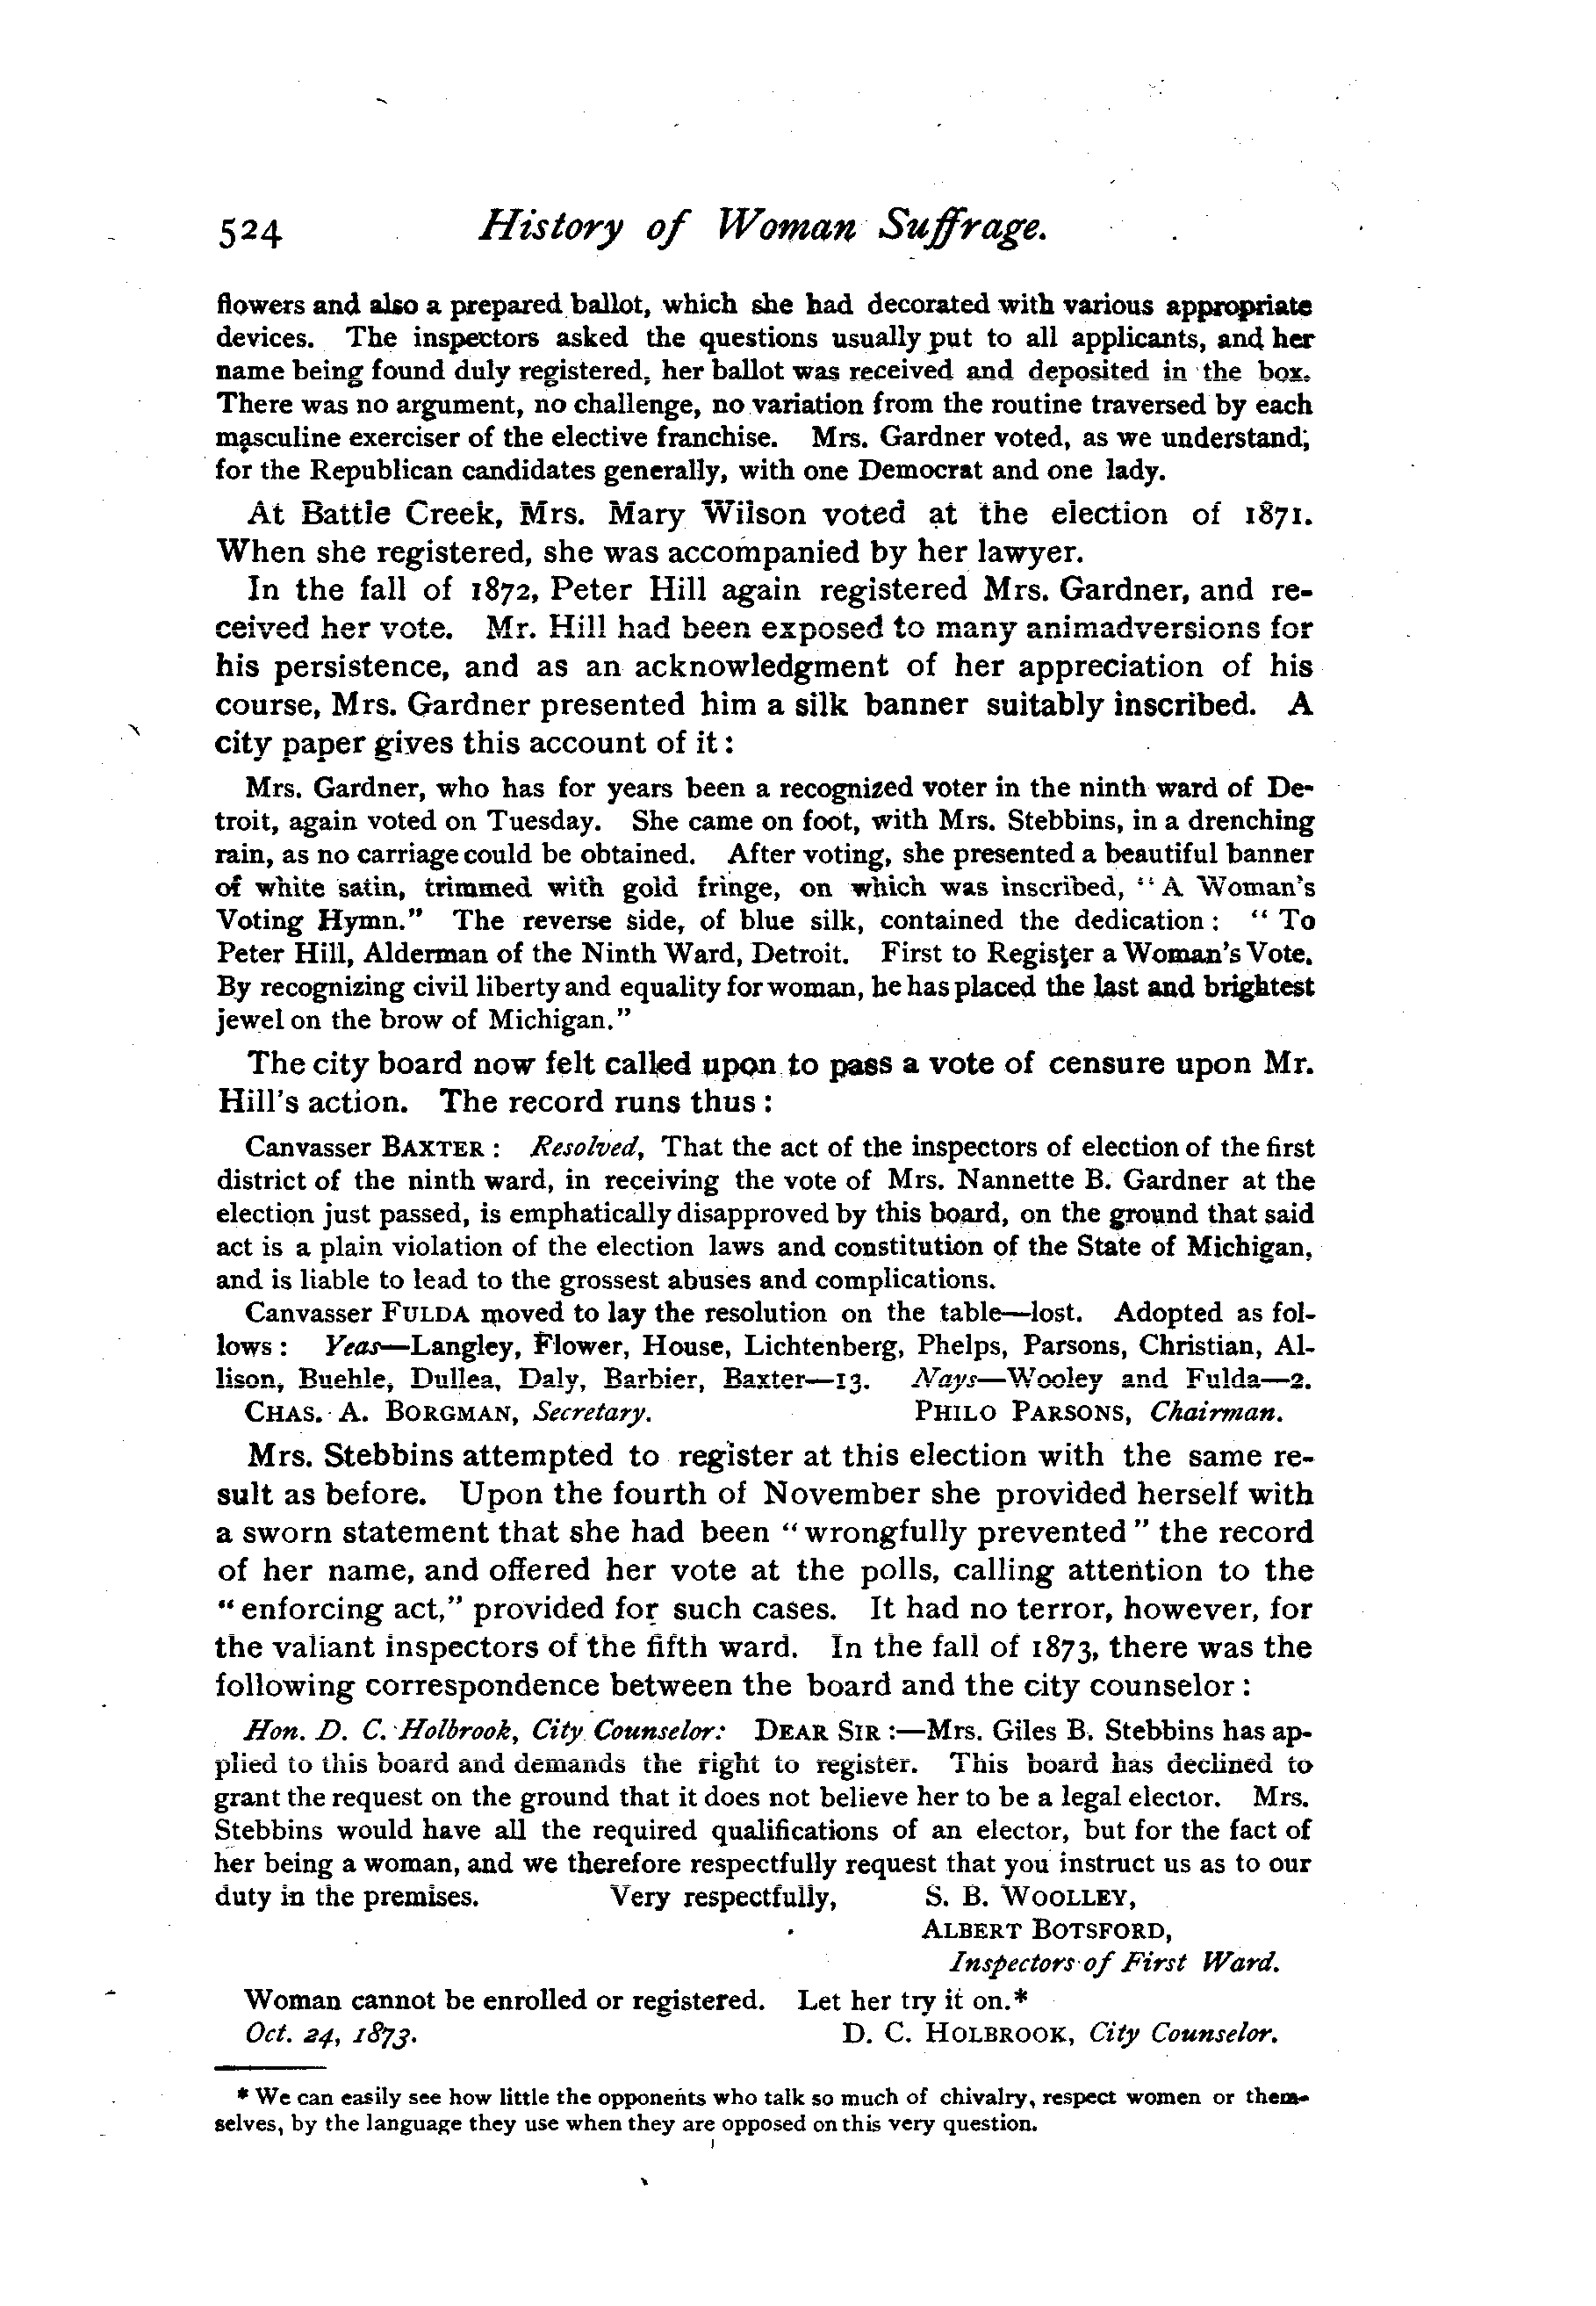 524 History of Woman Suffrage.
flowers and also a prepared ballot, which she had decorated with various appropriate
devices. The inspectors asked the questions usually put to all applicants, and her
name being found duly registered, her ballot was received and deposited in the box.
There was no argument, no challenge, no variation from the routine traversed by each
masculine exerciser of the elective franchise. Mrs. Gardner voted, as we understand,
for the Republican candidates generally, with one Democrat and one lady.
At Battle Creek, Mrs. Mary Wilson voted at the election of 1871.
When she registered, she was accompanied by her lawyer.
In the fall of 1872, Peter Hill again registered Mrs. Gardner, and re-
ceived her vote. Mr. Hill had been exposed to many animadversions for
his persistence, and as an acknowledgment of her appreciation of his
course, Mrs. Gardner presented him a silk banner suitably inscribed. A
city paper gives this account of it:
Mrs. Gardner, who has for years been a recognized voter in the ninth ward of De-
troit, again voted on Tuesday. She came on foot, with Mrs. Stebbins, in a drenching
rain, as no carriage could be obtained. After voting, she presented a beautiful banner
of white satin, trimmed with gold fringe, on which was inscribed, "A Woman's
Voting Hymn." The reverse side, of blue silk, contained the dedication: "To
Peter Hill, Alderman of the Ninth Ward, Detroit. First to Register a Woman's Vote.
By recognizing civil liberty and equality for woman, he has placed the last and brightest
jewel on the brow of Michigan."
The city board now felt called upon to pass a vote of censure upon Mr.
Hill's action. The record runs thus:
Canvasser BAXTER: Resolved, That the act of the inspectors of election of the first
district of the ninth ward, in receiving the vote of Mrs. Nannette B. Gardner at the
election just passed, is emphatically disapproved by this board, on the ground that said
act is a plain violation of the election laws and constitution of the State of Michigan,
and is liable to lead to the grossest abuses and complications.
Canvasser FULDA moved to lay the resolution on the table—lost. Adopted as fol-
lows: Yeas—Langley, Flower, House, Lichtenberg, Phelps, Parsons, Christian, Al-
lison, Buehle, Dullea, Daly, Barbier, Baxter—13. Nays—Wooley and Fulda—2.
CHAS. A. BORGMAN, Secretary. PHILO PARSONS, Chairman.
Mrs. Stebbins attempted to register at this election with the same re-
sult as before. Upon the fourth of November she provided herself with
a sworn statement that she had been "wrongfully prevented" the record
of her name, and offered her vote at the polls, calling attention to the
"enforcing act," provided for such cases. It had no terror, however, for
the valiant inspectors of the fifth ward. In the fall of 1873, there was the
following correspondence between the board and the city counselor:
Hon. D. C. Holbrook, City Counselor: DEAR SIR:—Mrs. Giles B. Stebbins has ap-
plied to this board and demands the right to register. This board has declined to
grant the request on the ground that it does not believe her to be a legal elector. Mrs.
Stebbins would have all the required qualifications of an elector, but for the fact of
her being a woman, and we therefore respectfully request that you instruct us as to our
duty in the premises. Very respectfully, S. B. WOOLLEY,
ALBERT BOTSFORD,
Inspectors of First Ward.
Woman cannot be enrolled or registered. Let her try it on.*
Oct. 24, 1873. D. C. HOLBROOK, City Counselor.
* We can easily see how little the opponents who talk so much of chivalry, respect women or them-
selves, by the language they use when they are opposed on this very question.